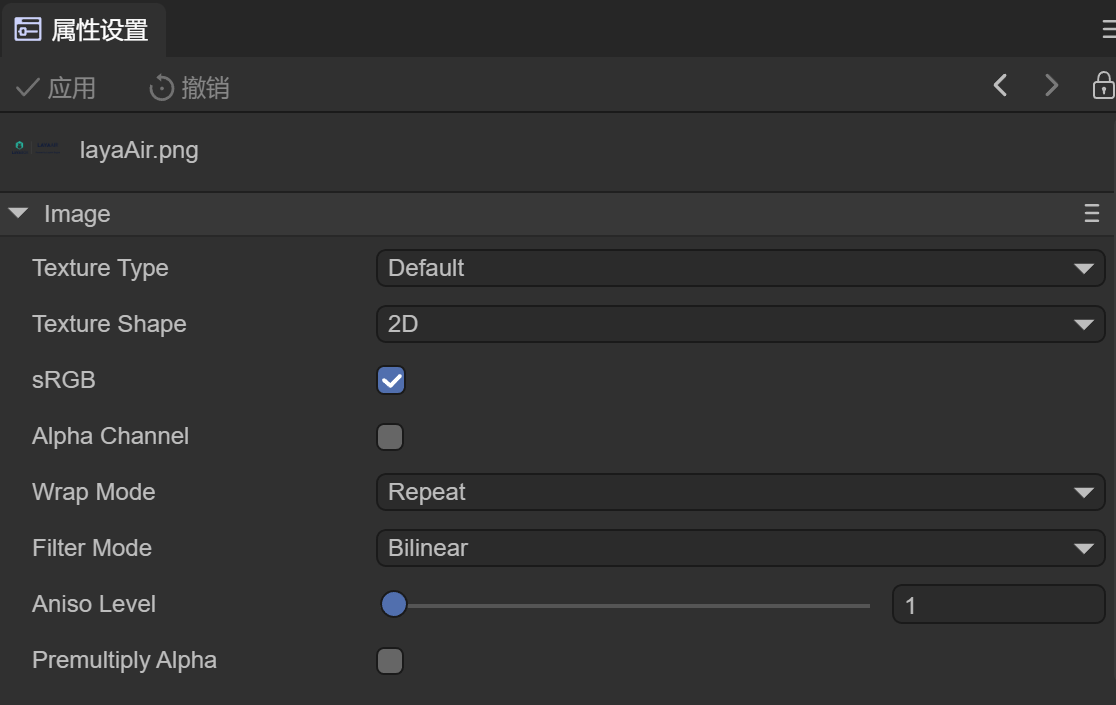 属性设置
应用 撤销
layaAir.png
Image
Texture Type Default
Texture Shape 2D
sRGB
Alpha Channel
Wrap Mode Repeat
Filter Mode Bilinear
Aniso Level 1
Premultiply Alpha